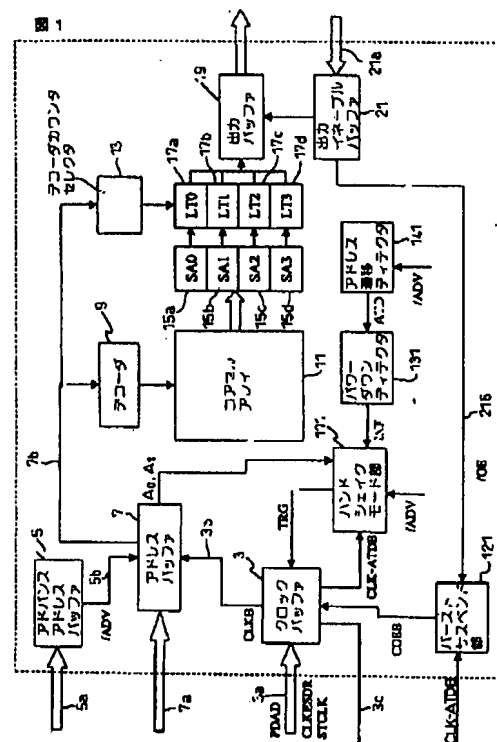 図 1
21a
19
出力
バッファ
出力
イネーブル
バッファ
21
デコーダカウンタ
セレクタ
13
17a
17b
17c
17d
LT0
LT1
LT2
LT3
SA0
SA1
SA2
SA3
15a
15b
15c
15d
アドレス
遷移
ディテクタ
141
/ADV
9
デコーダ
コアセルアレイ
11
パワー
ダウン
ディテクタ
131
7b
A0, A1
ハンド
シェイク
モード部
/ADV
21b
/OE
5
アドバンス
アドレス
バッファ
5b
/ADV
7
アドレス
バッファ
3b
CLKB
TRG
3
クロック
バッファ
CLK-ATDB
121
バースト
サスペンド
部
5a
7a
3a
PDAD
CLKESDR
STCLK
3c
CLK-ATDB